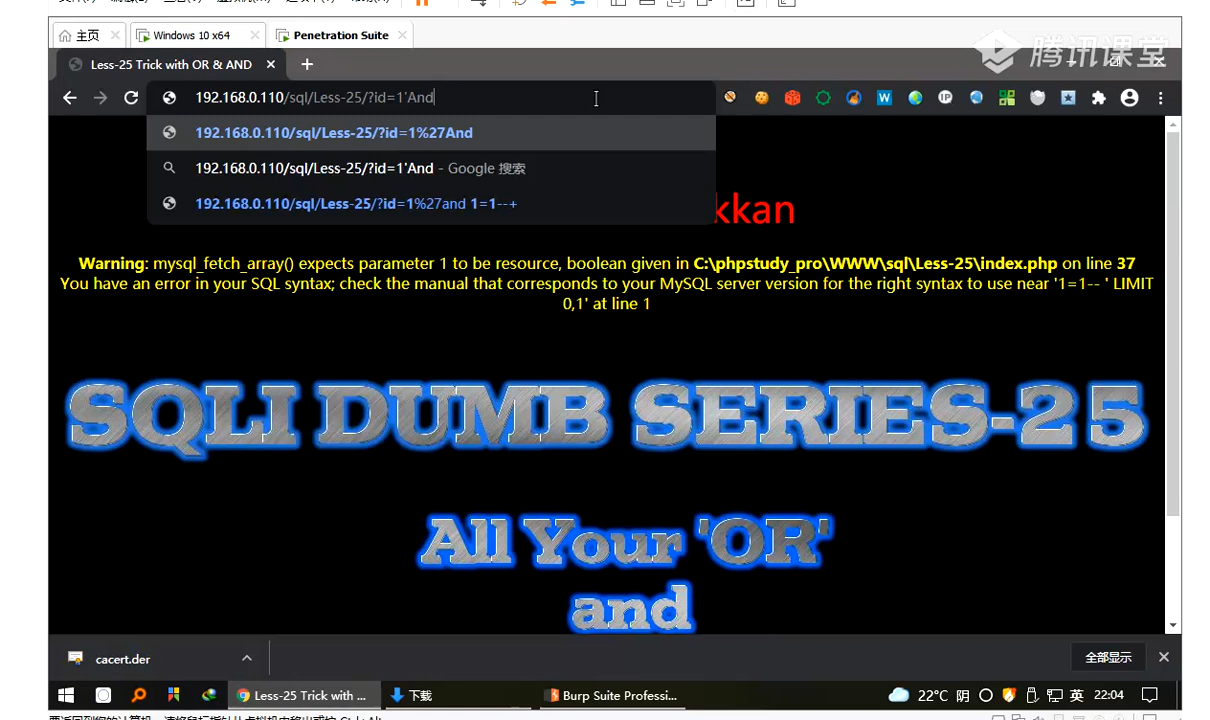 主页
Windows 10 x64
Penetration Suite
腾讯课堂
Less-25 Trick with OR & AND
192.168.0.110/sql/Less-25/?id=1'And
192.168.0.110/sql/Less-25/?id=1%27And
192.168.0.110/sql/Less-25/?id=1'And - Google 搜索
192.168.0.110/sql/Less-25/?id=1%27and 1=1--+
kkan
Warning: mysql_fetch_array() expects parameter 1 to be resource, boolean given in C:\phpstudy_pro\WWW\sql\Less-25\index.php on line 37
You have an error in your SQL syntax; check the manual that corresponds to your MySQL server version for the right syntax to use near '1=1-- ' LIMIT
0,1' at line 1
SQLI DUMB SERIES-25
All Your 'OR'
and
cacert.der
全部显示
Less-25 Trick with ...
下载
Burp Suite Professi...
22°C 阴
英
22:04